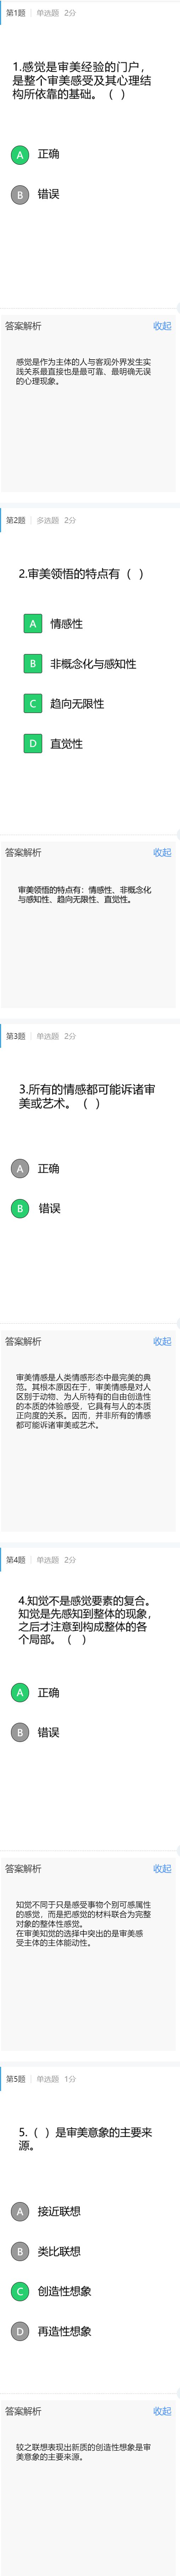 第1题 单选题 2分
1.感觉是审美经验的门户，
是整个审美感受及其心理结
构所依靠的基础。（ ）
A 正确
B 错误
答案解析 收起
感觉是作为主体的人与客观外界发生实
践关系最直接也是最可靠、最明确无误
的心理现象。
第2题 多选题 2分
2.审美领悟的特点有（ ）
A 情感性
B 非概念化与感知性
C 趋向无限性
D 直觉性
答案解析 收起
审美领悟的特点有：情感性、非概念化
与感知性、趋向无限性、直觉性。
第3题 单选题 2分
3.所有的情感都可能诉诸审
美或艺术。（ ）
A 正确
B 错误
答案解析 收起
审美情感是人类情感形态中最完美的典
范。其根本原因在于，审美情感是对人
区别于动物、为人所特有的自由创造性
的本质的体验感受，它具有与人的本质
正向度的关系。因而，并非所有的情感
都可能诉诸审美或艺术。
第4题 单选题 2分
4.知觉不是感觉要素的复合。
知觉是先感知到整体的现象，
之后才注意到构成整体的各
个局部。（ ）
A 正确
B 错误
答案解析 收起
知觉不同于只是感受事物个别可感属性
的感觉，而是把感觉的材料联合为完整
对象的整体性感觉。
在审美知觉的选择中突出的是审美感
受主体的主体能动性。
第5题 单选题 1分
5.（ ）是审美意象的主要来
源。
A 接近联想
B 类比联想
C 创造性想象
D 再造性想象
答案解析 收起
较之联想表现出新质的创造性想象是审
美意象的主要来源。